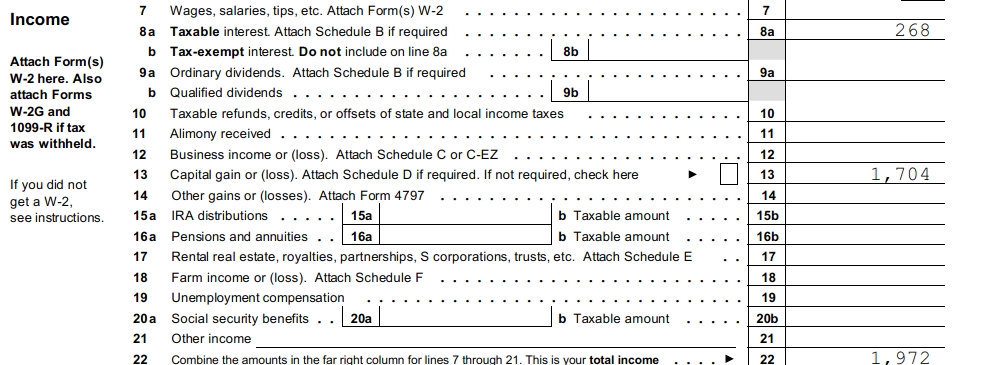 Income
Attach Form(s)
W-2 here. Also
attach Forms
W-2G and
1099-R if tax
was withheld.
If you did not
get a W-2,
see instructions.
7 Wages, salaries, tips, etc. Attach Form(s) W-2 . . . . . . . . . . . . . . . . . . . . . . . . . . 7
8a Taxable interest. Attach Schedule B if required . . . . . . . . . . . . . . . . . . . . . . . . . . 8a 268
b Tax-exempt interest. Do not include on line 8a . . . . . . 8b
9a Ordinary dividends. Attach Schedule B if required . . . . . . . . . . . . . . . . . . . . . . . . 9a
b Qualified dividends . . . . . . . . . . . . . . . . . . . . 9b
10 Taxable refunds, credits, or offsets of state and local income taxes . . . . . . . . . . . . . . 10
11 Alimony received . . . . . . . . . . . . . . . . . . . . . . . . . . . . . . . . . . . . . . . . . 11
12 Business income or (loss). Attach Schedule C or C-EZ . . . . . . . . . . . . . . . . . . . . . . 12
13 Capital gain or (loss). Attach Schedule D if required. If not required, check here ► 13 1,704
14 Other gains or (losses). Attach Form 4797 . . . . . . . . . . . . . . . . . . . . . . . . . . . . 14
15a IRA distributions . . . . . 15a b Taxable amount . . . . . 15b
16a Pensions and annuities . . 16a b Taxable amount . . . . . 16b
17 Rental real estate, royalties, partnerships, S corporations, trusts, etc. Attach Schedule E . . 17
18 Farm income or (loss). Attach Schedule F . . . . . . . . . . . . . . . . . . . . . . . . . . . . 18
19 Unemployment compensation . . . . . . . . . . . . . . . . . . . . . . . . . . . . . . . . . . . 19
20a Social security benefits . . 20a b Taxable amount . . . . . 20b
21 Other income 21
22 Combine the amounts in the far right column for lines 7 through 21. This is your total income . . . . ► 22 1,972